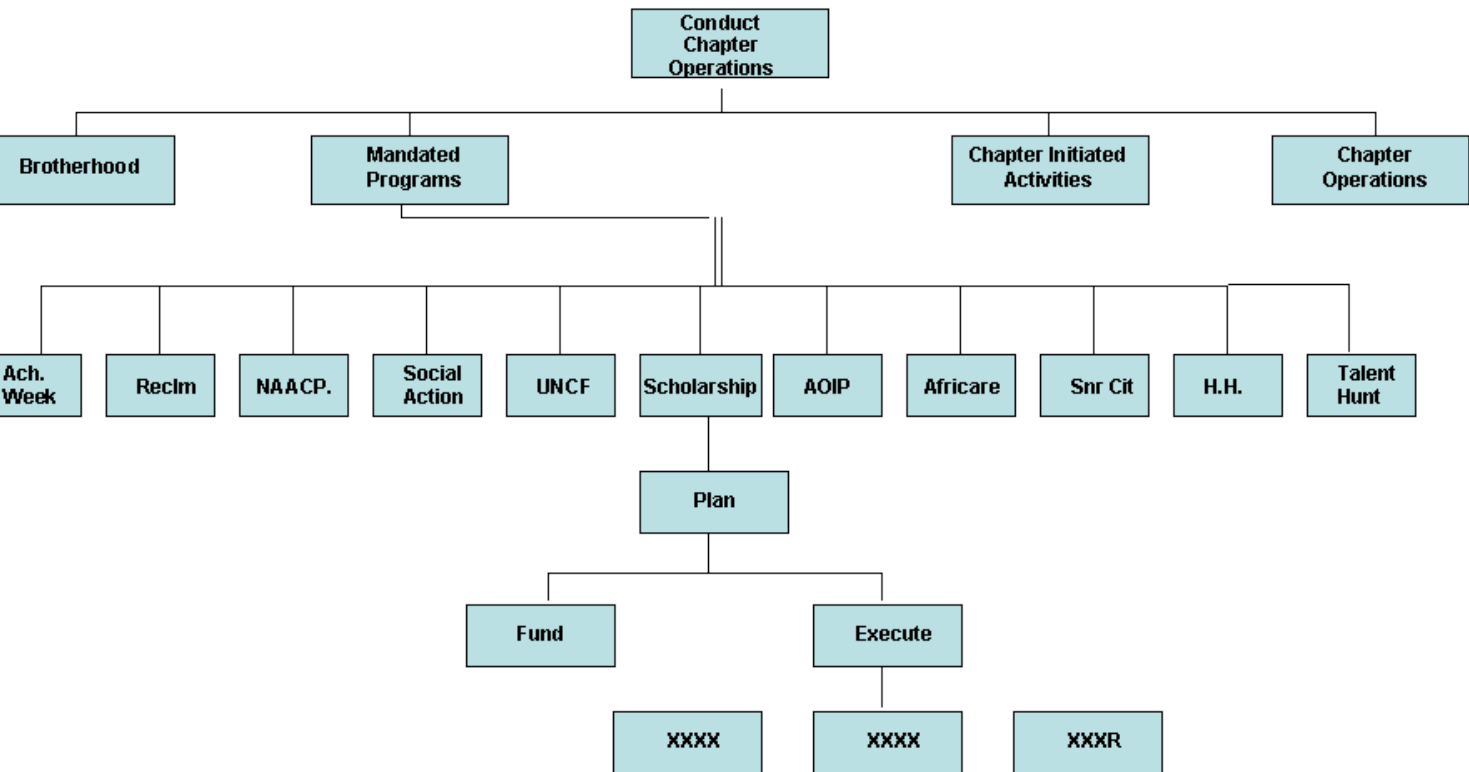 Conduct
Chapter
Operations
Brotherhood
Mandated
Programs
Chapter Initiated
Activities
Chapter
Operations
Ach.
Week
Reclm
NAACP.
Social
Action
UNCF
Scholarship
AOIP
Africare
Snr Cit
H.H.
Talent
Hunt
Plan
Fund
Execute
XXXX
XXXX
XXXR